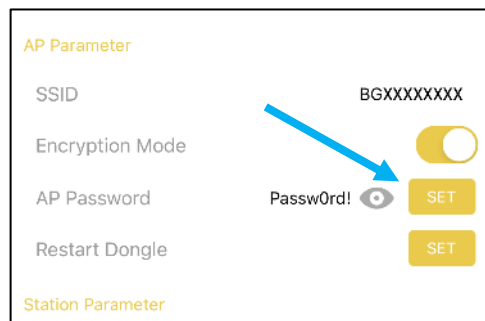 AP Parameter
SSID BGXXXXXXXX
Encryption Mode
AP Password Passw0rd! SET
Restart Dongle SET
Station Parameter